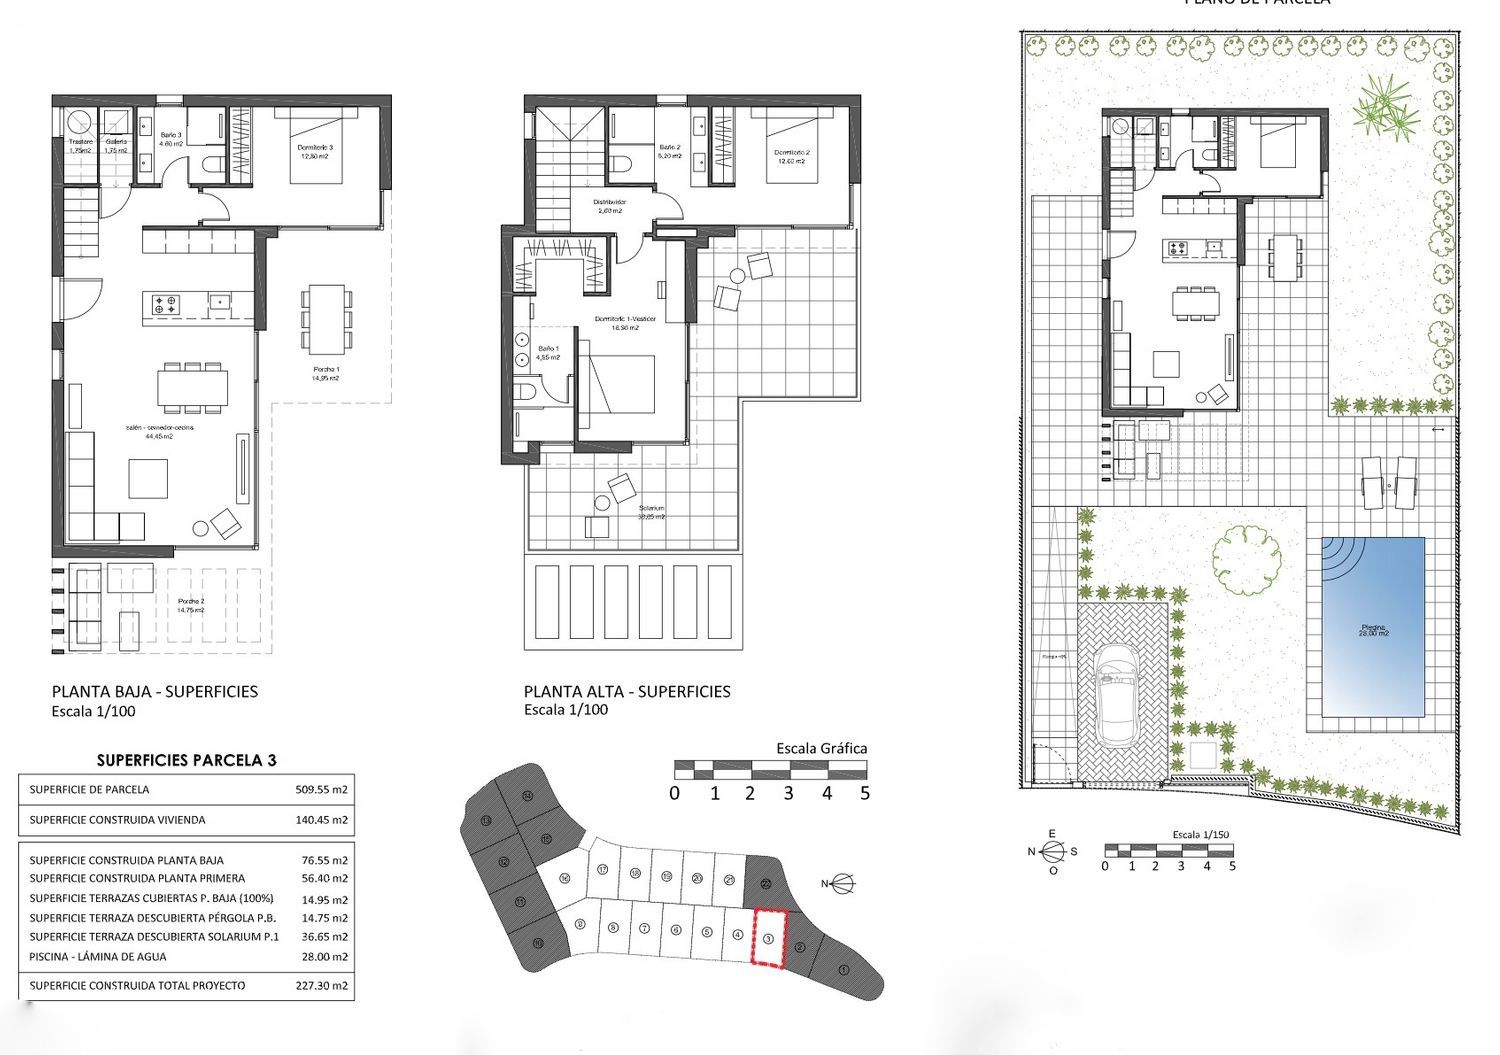 PLANO DE PARCELA
Trastero
1,75m2
Galería
1,75 m2
Baño 3
4.60 m2
Dormitorio 3
12,80 m2
Porche 1
14,95 m2
salón - comedor-cocina
44,45 m2
Porche 2
14,75 m2
PLANTA BAJA - SUPERFICIES
Escala 1/100
Baño 2
5,20 m2
Dormitorio 2
12.60 m2
Distribuidor
2,60 m2
Dormitorio 1-Vestidor
18,90 m2
Baño 1
4,55 m2
Solarium
PLANTA ALTA - SUPERFICIES
Escala 1/100
Piscina
28,00 m2
SUPERFICIES PARCELA 3
SUPERFICIE DE PARCELA 509.55 m2
SUPERFICIE CONSTRUIDA VIVIENDA 140.45 m2
SUPERFICIE CONSTRUIDA PLANTA BAJA 76.55 m2
SUPERFICIE CONSTRUIDA PLANTA PRIMERA 56.40 m2
SUPERFICIE TERRAZAS CUBIERTAS P. BAJA (100%) 14.95 m2
SUPERFICIE TERRAZA DESCUBIERTA PÉRGOLA P.B. 14.75 m2
SUPERFICIE TERRAZA DESCUBIERTA SOLARIUM P.1 36.65 m2
PISCINA - LÁMINA DE AGUA 28.00 m2
SUPERFICIE CONSTRUIDA TOTAL PROYECTO 227.30 m2
Escala Gráfica
0 1 2 3 4 5
14
13
15
12
16
17
18
19
20
21
22
11
10
9
8
7
6
5
4
3
2
1
N
E
N S
O
Escala 1/150
0 1 2 3 4 5